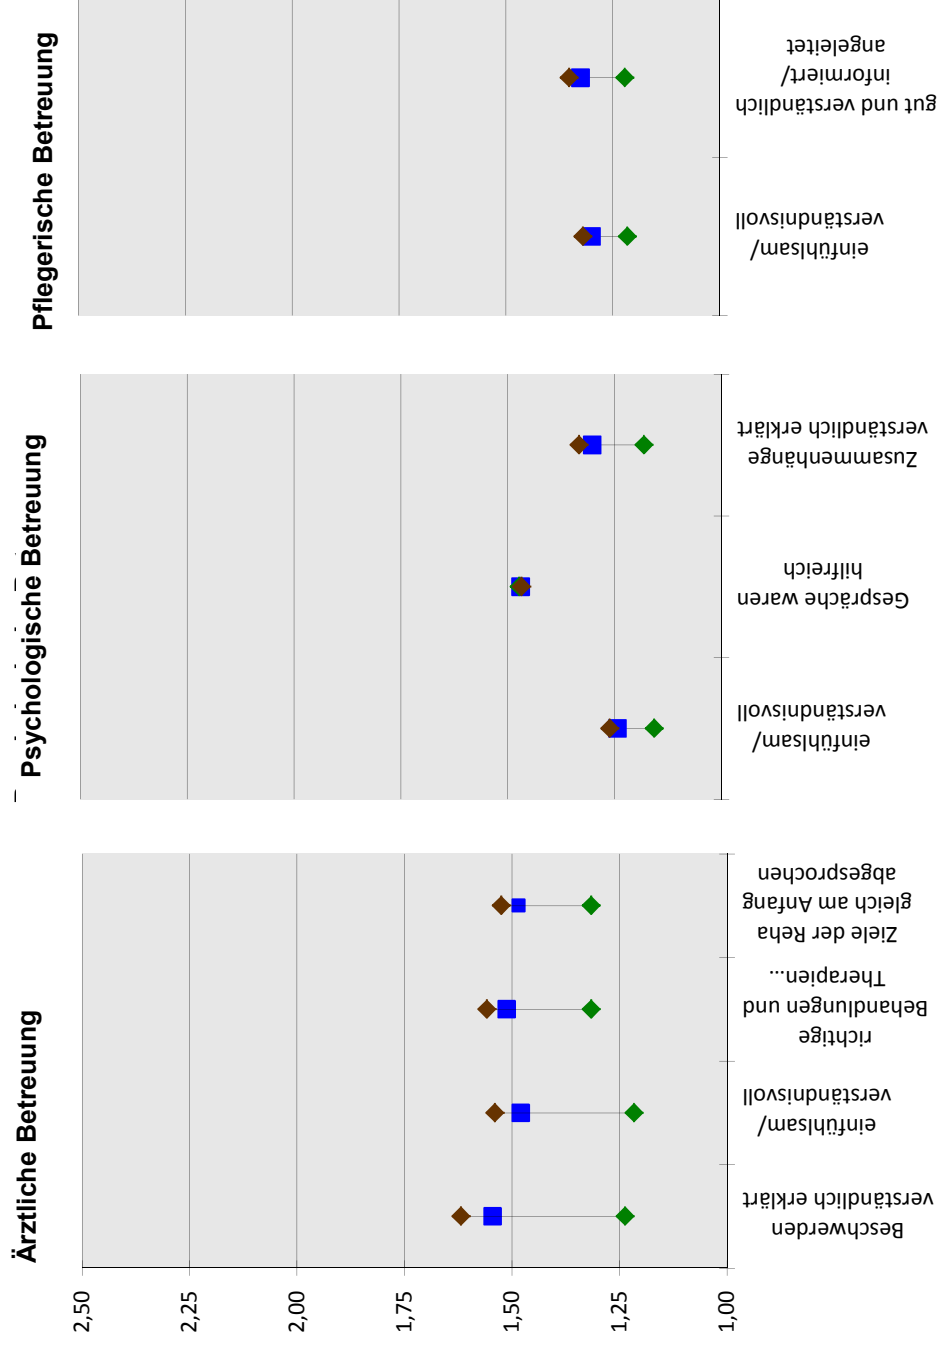 Ärztliche Betreuung
2,50
2,25
2,00
1,75
1,50
1,25
1,00
Beschwerden
verständlich erklärt
einfühlsam/
verständnisvoll
richtige
Behandlungen und
Therapien...
Ziele der Reha
gleich am Anfang
abgesprochen
Psychologische Betreuung
einfühlsam/
verständnisvoll
Gespräche waren
hilfreich
Zusammenhänge
verständlich erklärt
Pflegerische Betreuung
einfühlsam/
verständnisvoll
gut und verständlich
informiert/
angeleitet